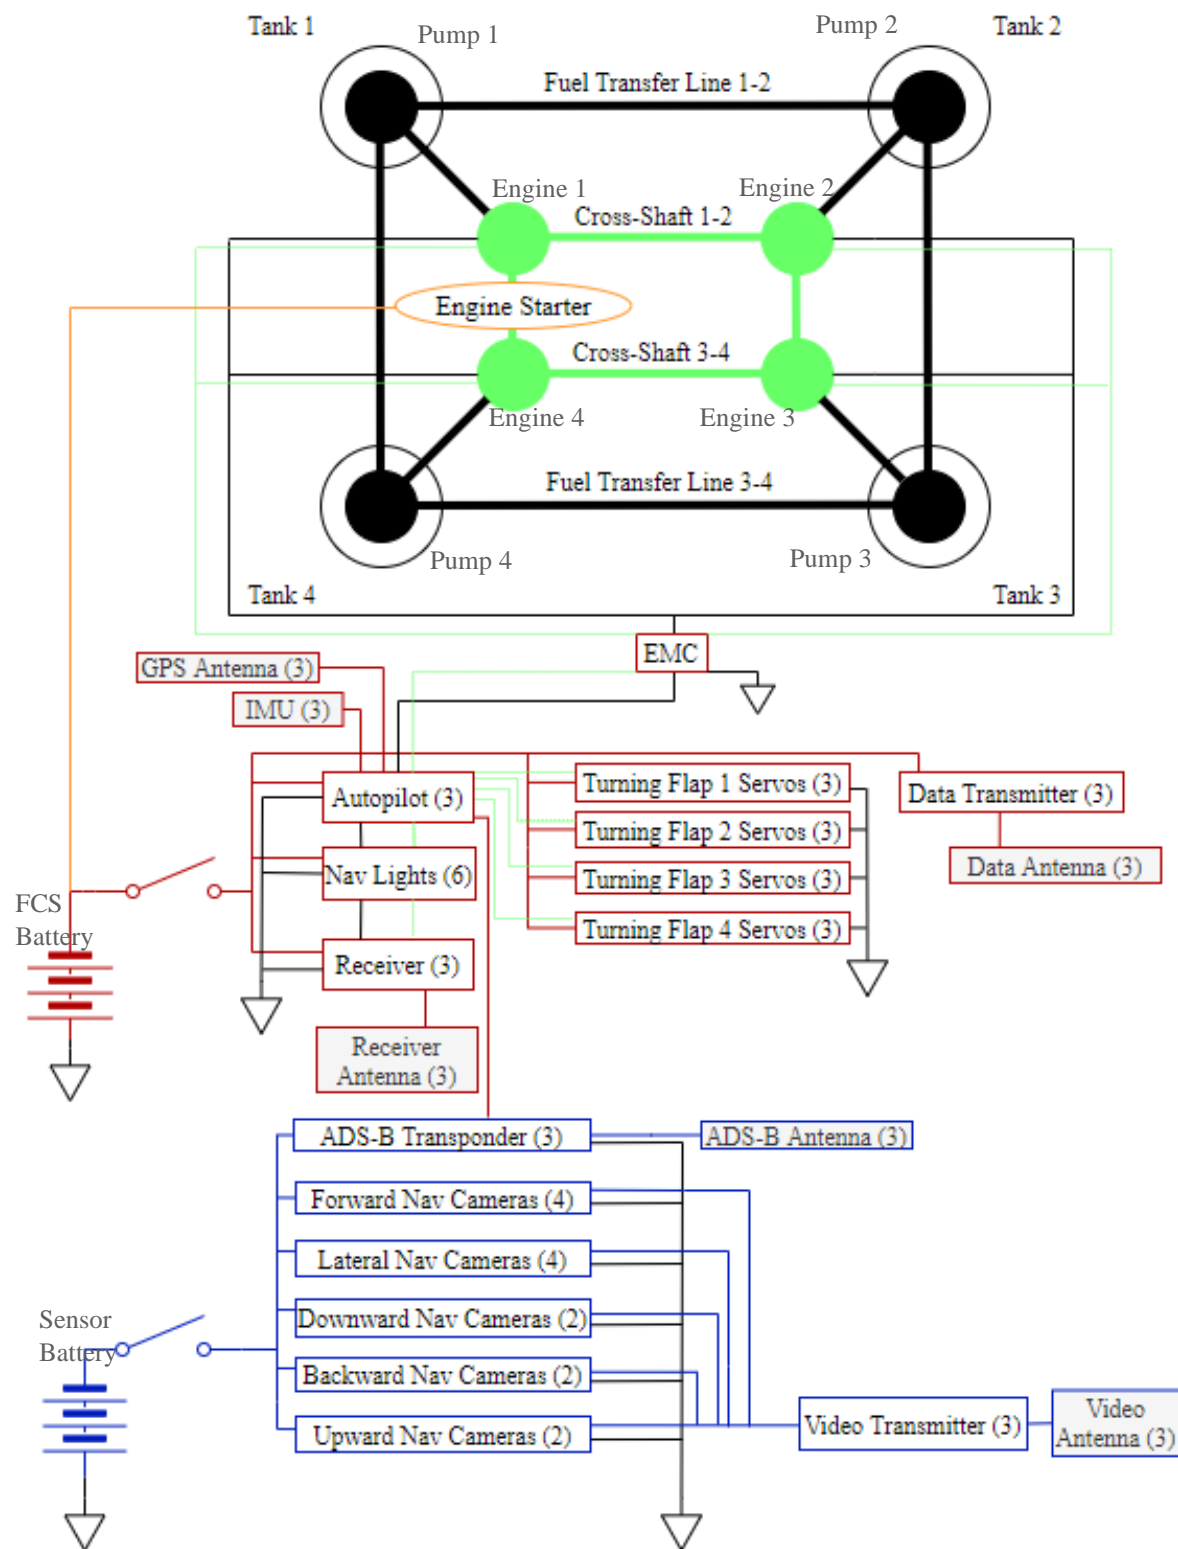 Tank 1
Pump 1
Pump 2
Tank 2
Fuel Transfer Line 1-2
Engine 1
Engine 2
Cross-Shaft 1-2
Engine Starter
Cross-Shaft 3-4
Engine 4
Engine 3
Fuel Transfer Line 3-4
Pump 4
Pump 3
Tank 4
Tank 3
EMC
GPS Antenna (3)
IMU (3)
Autopilot (3)
Turning Flap 1 Servos (3)
Data Transmitter (3)
Turning Flap 2 Servos (3)
Data Antenna (3)
Nav Lights (6)
Turning Flap 3 Servos (3)
FCS
Battery
Turning Flap 4 Servos (3)
Receiver (3)
Receiver
Antenna (3)
ADS-B Transponder (3)
ADS-B Antenna (3)
Forward Nav Cameras (4)
Lateral Nav Cameras (4)
Sensor
Battery
Downward Nav Cameras (2)
Backward Nav Cameras (2)
Upward Nav Cameras (2)
Video Transmitter (3)
Video
Antenna (3)